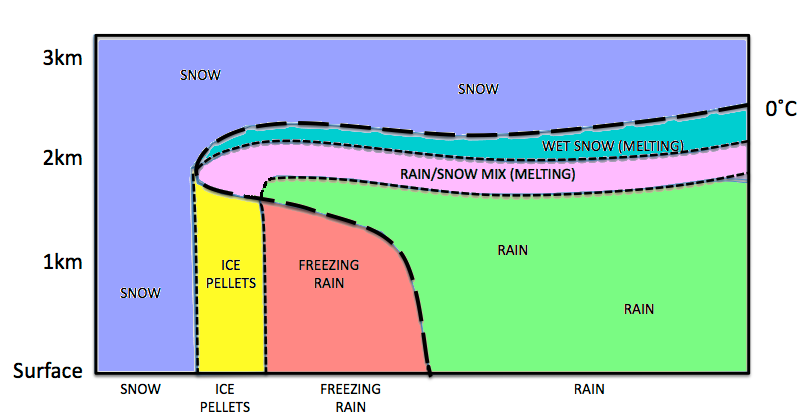 3km
SNOW
SNOW
0˚C
WET SNOW (MELTING)
2km
RAIN/SNOW MIX (MELTING)
RAIN
1km
ICE
PELLETS
FREEZING
RAIN
SNOW
RAIN
Surface
SNOW
ICE
PELLETS
FREEZING
RAIN
RAIN